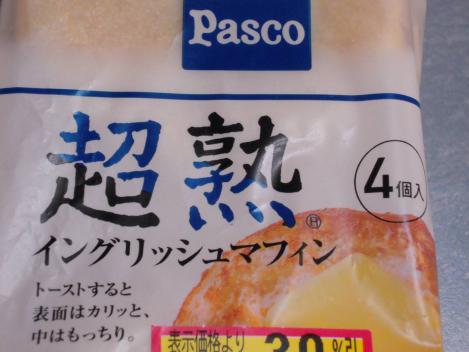 Pasco
超熟
Ⓗ
4個入
イングリッシュマフィン
トーストすると
表面はカリッと、
中はもっちり。
表示価格より
30%引